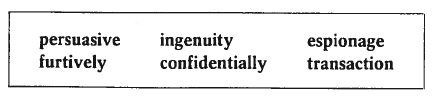 persuasive ingenuity espionage
furtively confidentially transaction